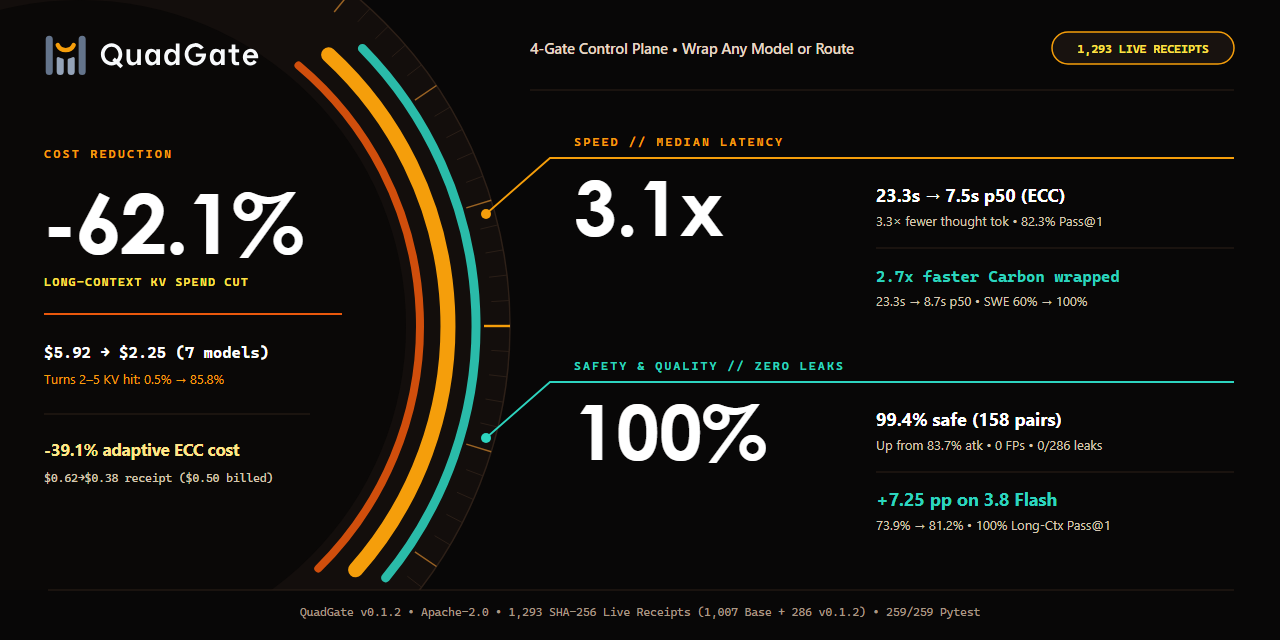 QuadGate
4-Gate Control Plane • Wrap Any Model or Route
1,293 LIVE RECEIPTS
COST REDUCTION
-62.1%
LONG-CONTEXT KV SPEND CUT
$5.92 → $2.25 (7 models)
Turns 2–5 KV hit: 0.5% → 85.8%
-39.1% adaptive ECC cost
$0.62→$0.38 receipt ($0.50 billed)
SPEED // MEDIAN LATENCY
3.1x
23.3s → 7.5s p50 (ECC)
3.3× fewer thought tok • 82.3% Pass@1
2.7x faster Carbon wrapped
23.3s → 8.7s p50 • SWE 60% → 100%
SAFETY & QUALITY // ZERO LEAKS
100%
99.4% safe (158 pairs)
Up from 83.7% atk • 0 FPs • 0/286 leaks
+7.25 pp on 3.8 Flash
73.9% → 81.2% • 100% Long-Ctx Pass@1
QuadGate v0.1.2 • Apache-2.0 • 1,293 SHA-256 Live Receipts (1,007 Base + 286 v0.1.2) • 259/259 Pytest